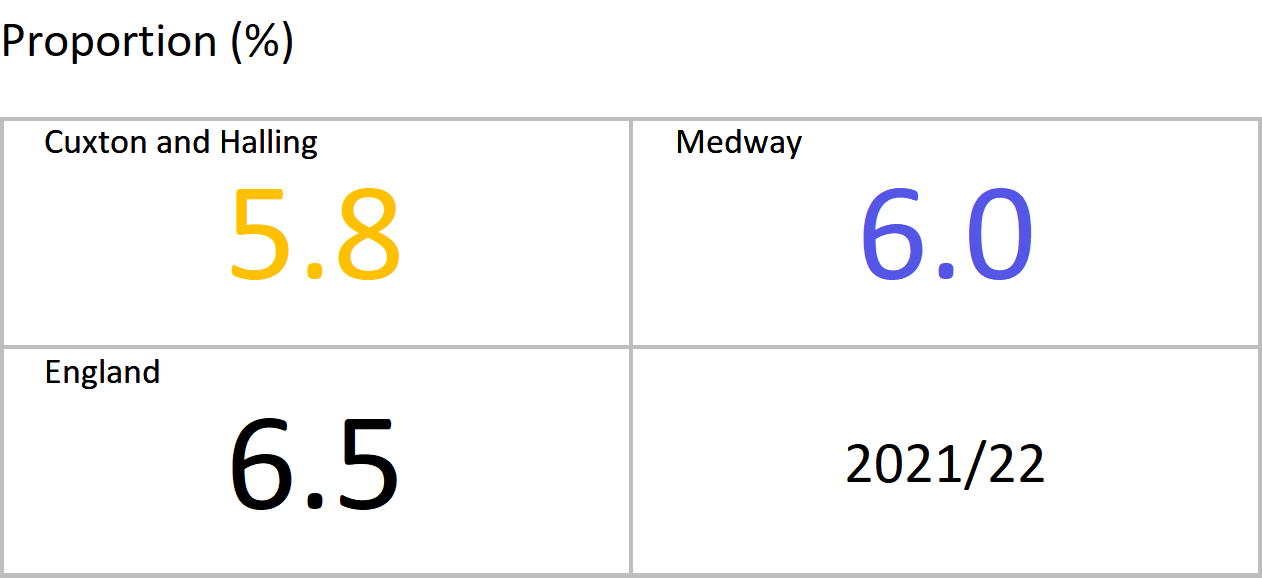 Proportion (%)
Cuxton and Halling
5.8
Medway
6.0
England
6.5
2021/22